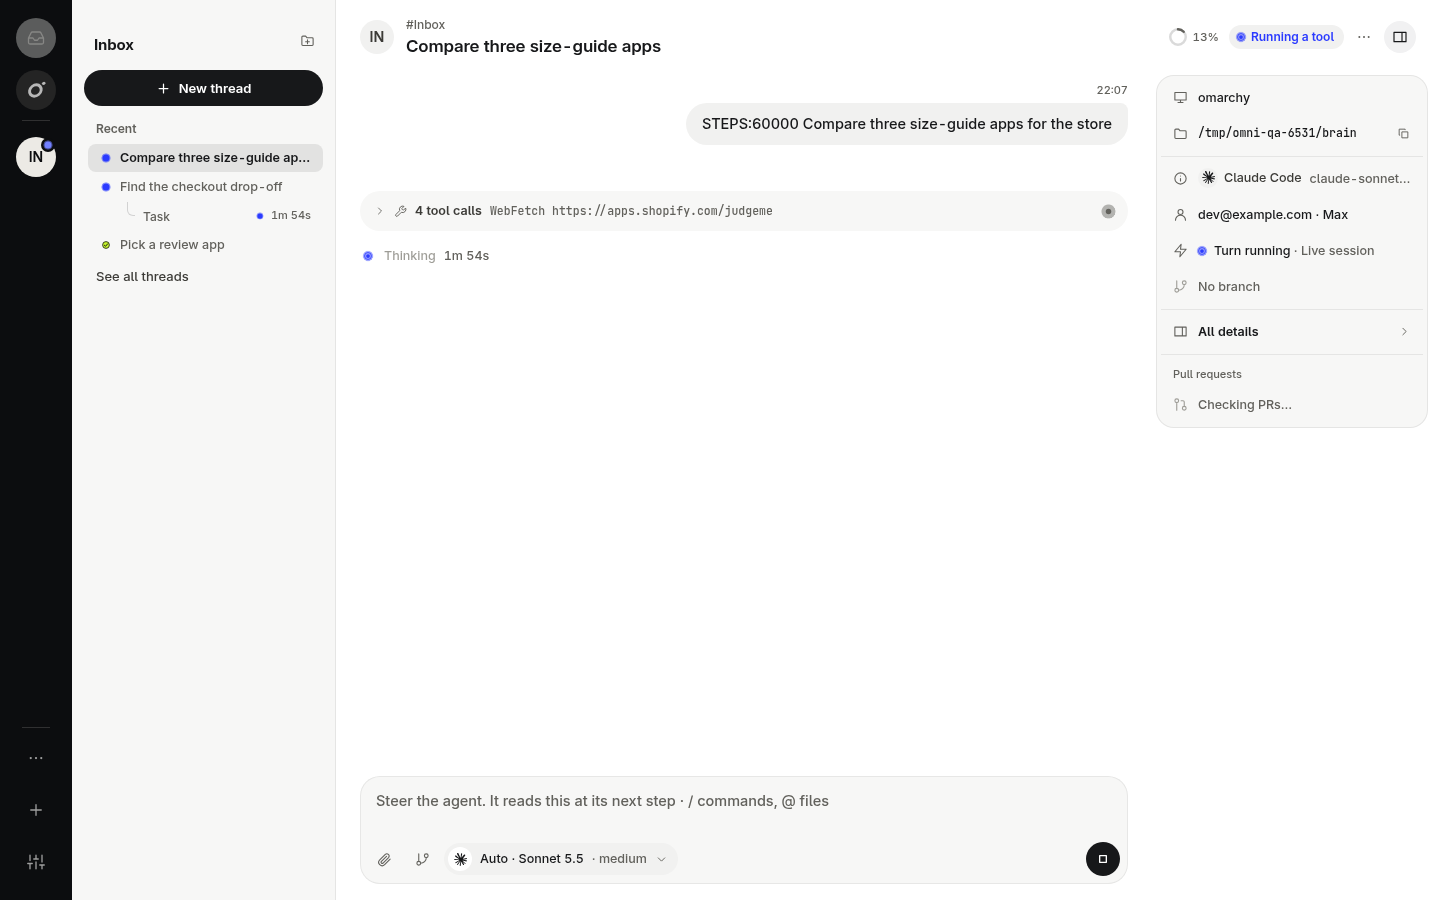 IN
Inbox
New thread
Recent
Compare three size-guide ap...
Find the checkout drop-off
Task 1m 54s
Pick a review app
See all threads
IN
#Inbox
Compare three size-guide apps
13% Running a tool
22:07
STEPS:60000 Compare three size-guide apps for the store
4 tool calls WebFetch https://apps.shopify.com/judgeme
Thinking 1m 54s
Steer the agent. It reads this at its next step · / commands, @ files
Auto · Sonnet 5.5 · medium
omarchy
/tmp/omni-qa-6531/brain
Claude Code claude-sonnet...
dev@example.com · Max
Turn running · Live session
No branch
All details
Pull requests
Checking PRs...